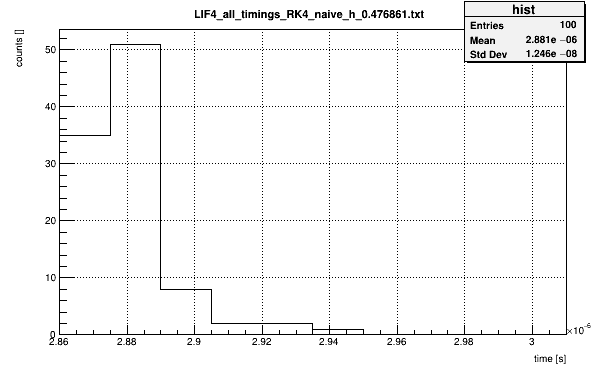 LIF4_all_timings_RK4_naive_h_0.476861.txt
hist
Entries 100
Mean 2.881e −06
Std Dev 1.246e −08
counts []
50
40
30
20
10
0
2.86 2.88 2.9 2.92 2.94 2.96 2.98 3
×10−6
time [s]